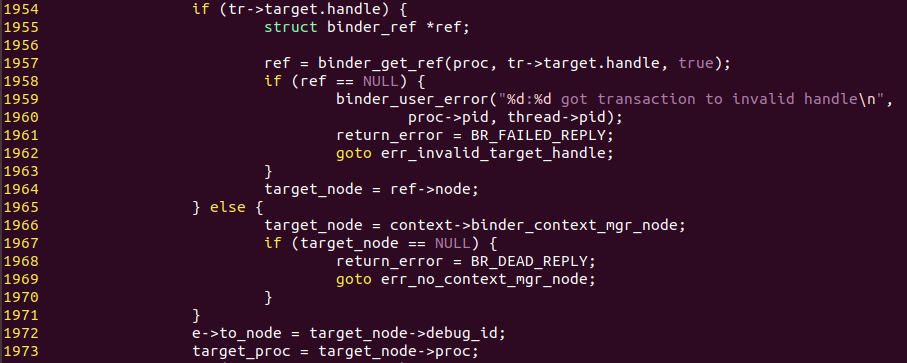 1954                 if (tr->target.handle) {
1955                         struct binder_ref *ref;
1956
1957                         ref = binder_get_ref(proc, tr->target.handle, true);
1958                         if (ref == NULL) {
1959                                 binder_user_error("%d:%d got transaction to invalid handle\n",
1960                                         proc->pid, thread->pid);
1961                                 return_error = BR_FAILED_REPLY;
1962                                 goto err_invalid_target_handle;
1963                         }
1964                         target_node = ref->node;
1965                 } else {
1966                         target_node = context->binder_context_mgr_node;
1967                         if (target_node == NULL) {
1968                                 return_error = BR_DEAD_REPLY;
1969                                 goto err_no_context_mgr_node;
1970                         }
1971                 }
1972                 e->to_node = target_node->debug_id;
1973                 target_proc = target_node->proc;